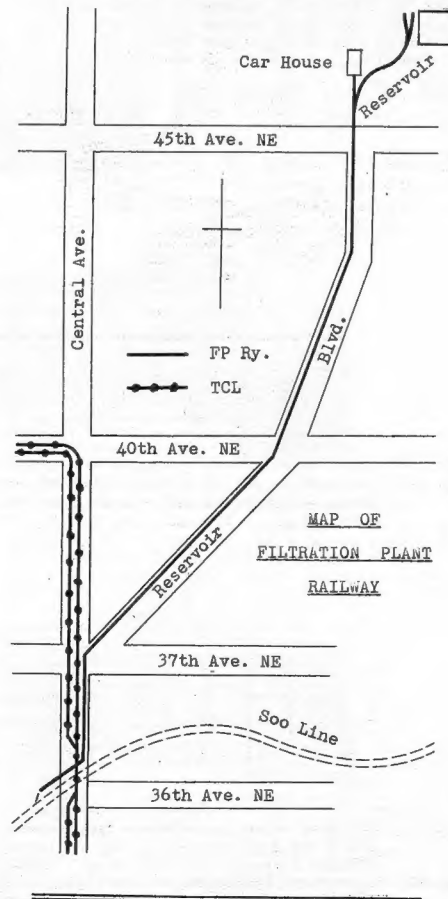 Car House
Reservoir
45th Ave. NE
Central Ave.
Blvd.
FP Ry.
TCL
40th Ave. NE
Reservoir
MAP OF
FILTRATION PLANT
RAILWAY
37th Ave. NE
Soo Line
36th Ave. NE